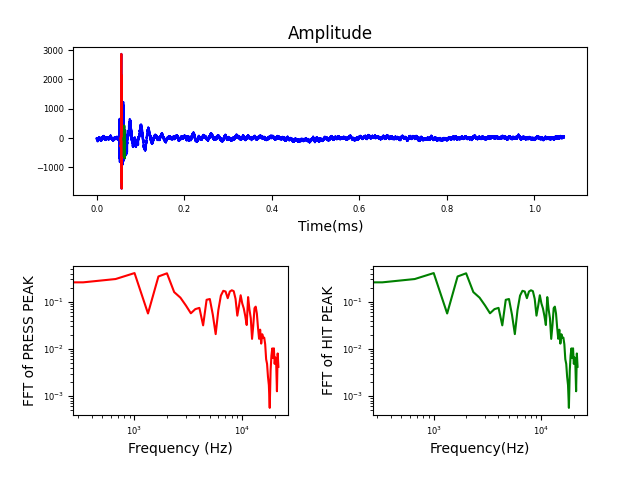 Amplitude
3000
2000
1000
0
−1000
0.0 0.2 0.4 0.6 0.8 1.0
Time(ms)
FFT of PRESS PEAK
10⁻¹
10⁻²
10⁻³
10³ 10⁴
Frequency (Hz)
FFT of HIT PEAK
10⁻¹
10⁻²
10⁻³
10³ 10⁴
Frequency(Hz)